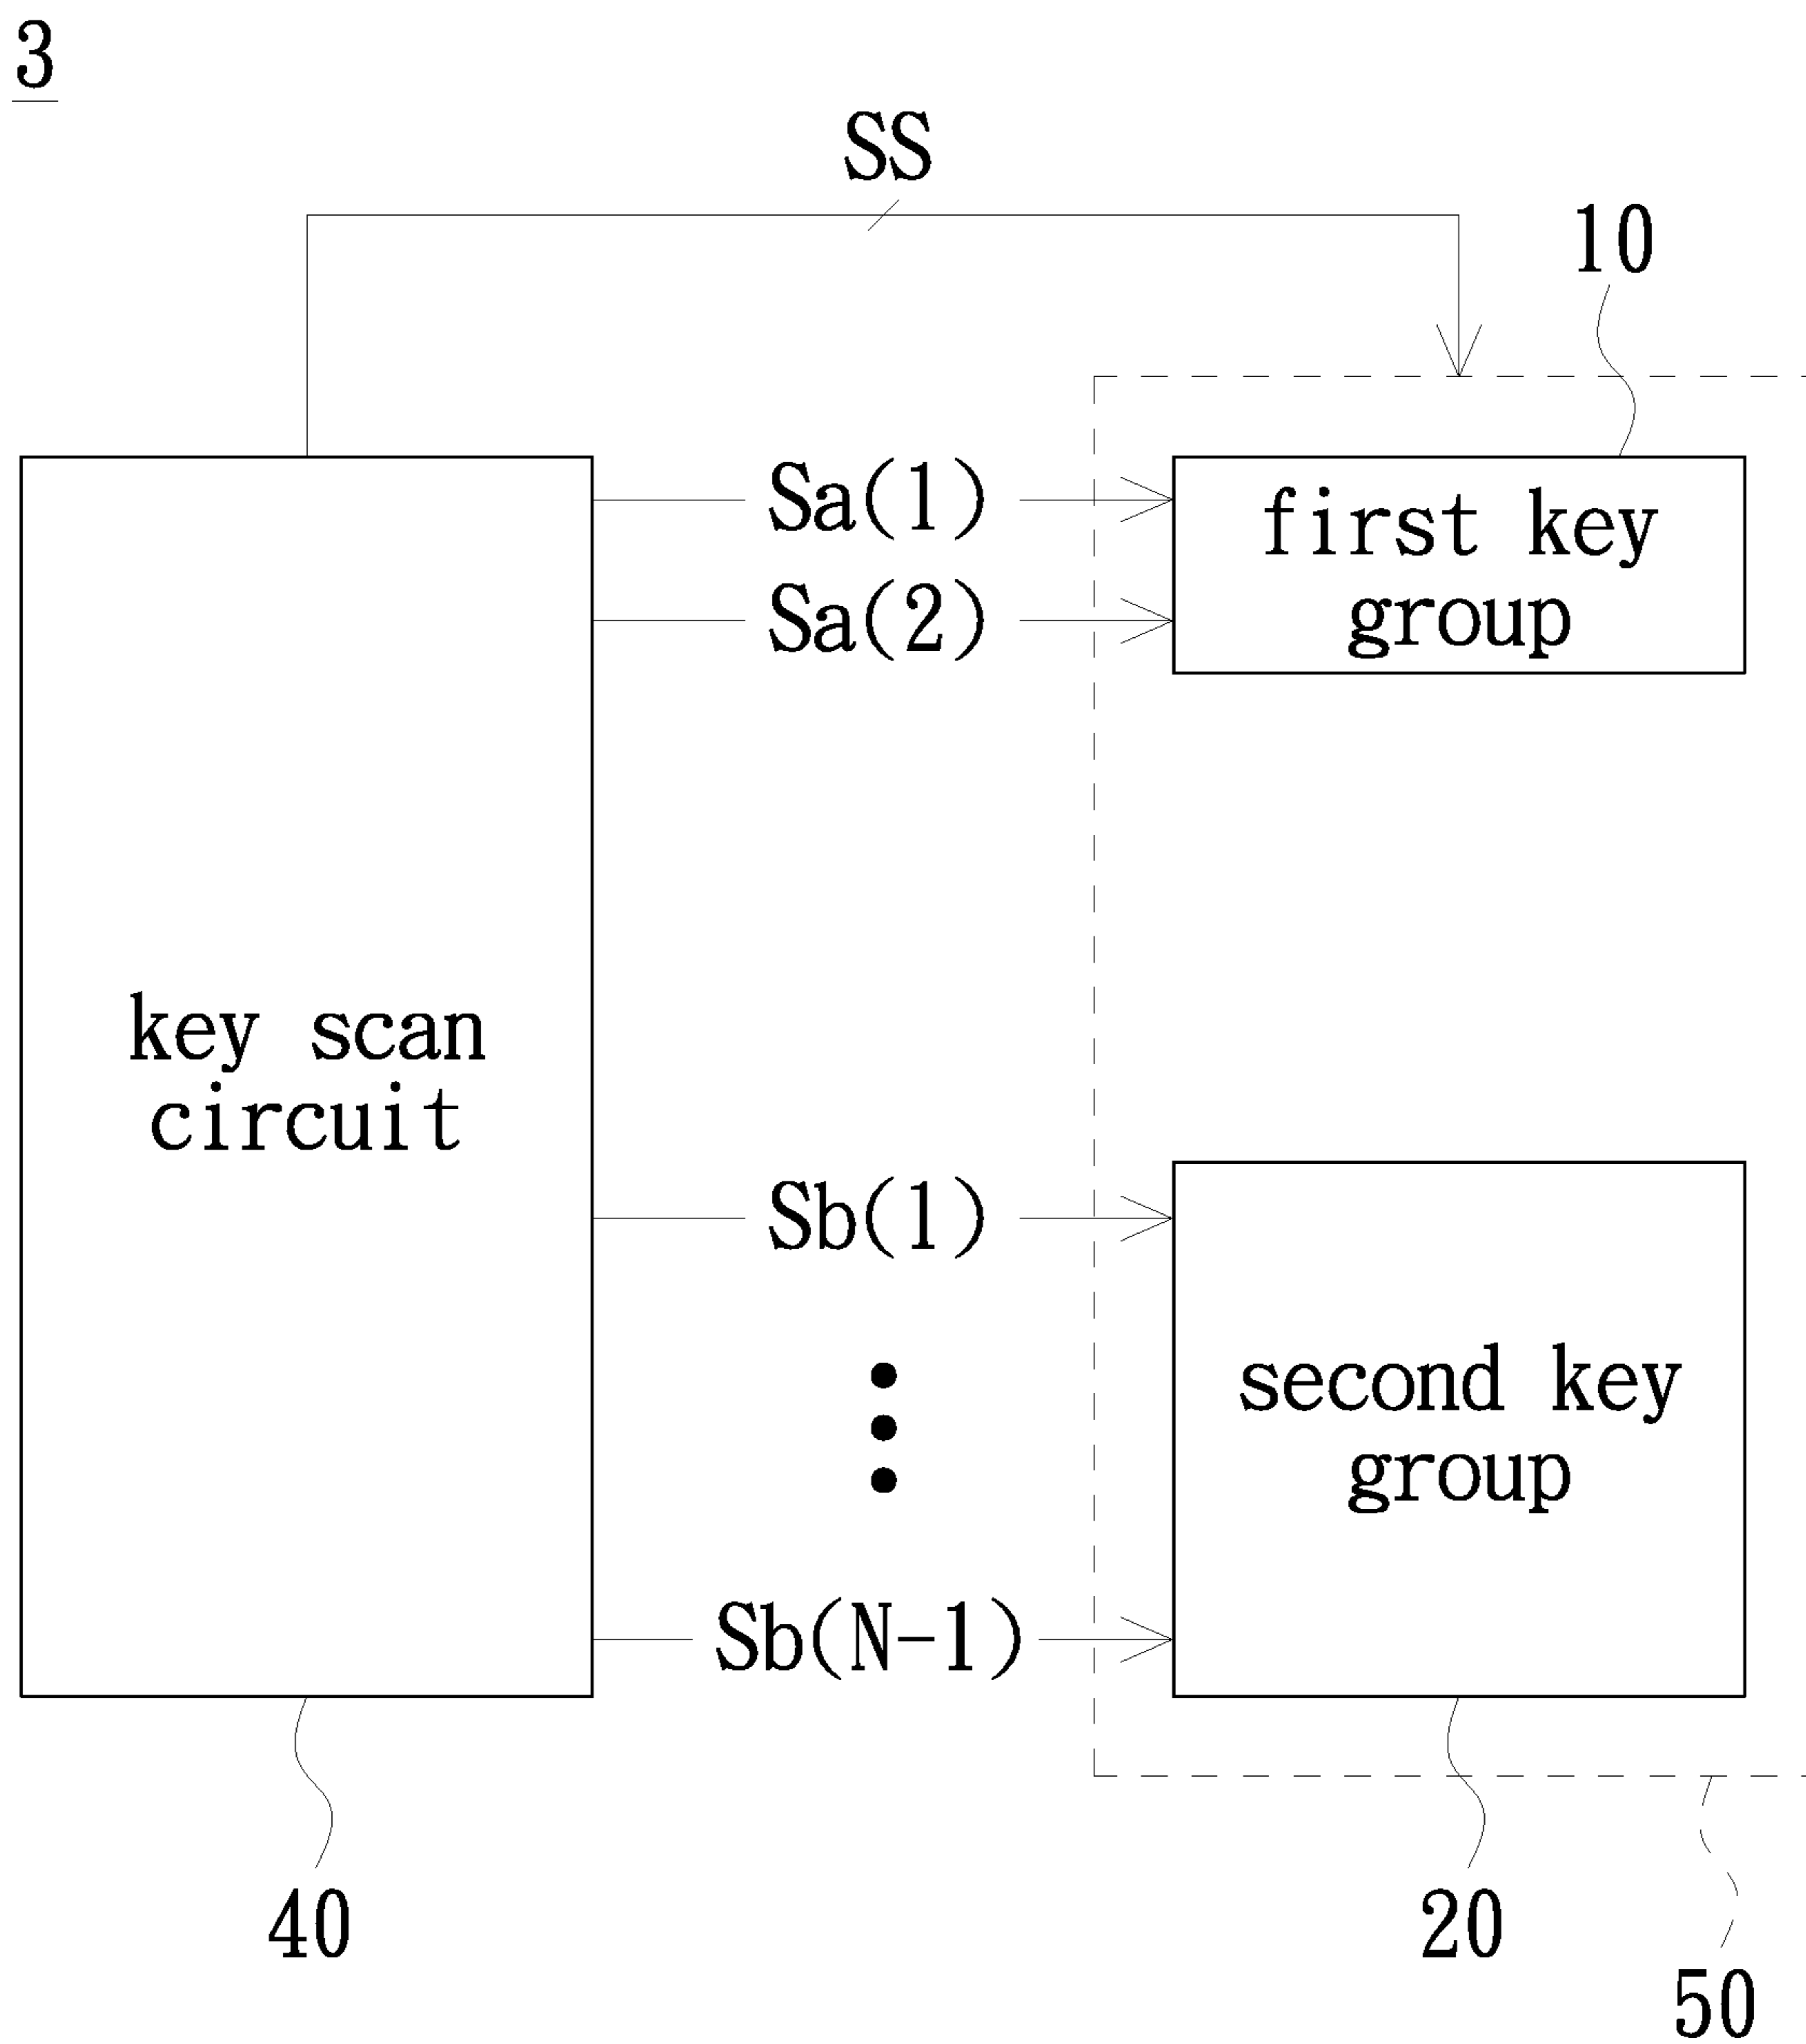 3
SS
10
Sa(1)
first key
Sa(2)
group
key scan
circuit
Sb(1)
second key
group
Sb(N-1)
40
20
50